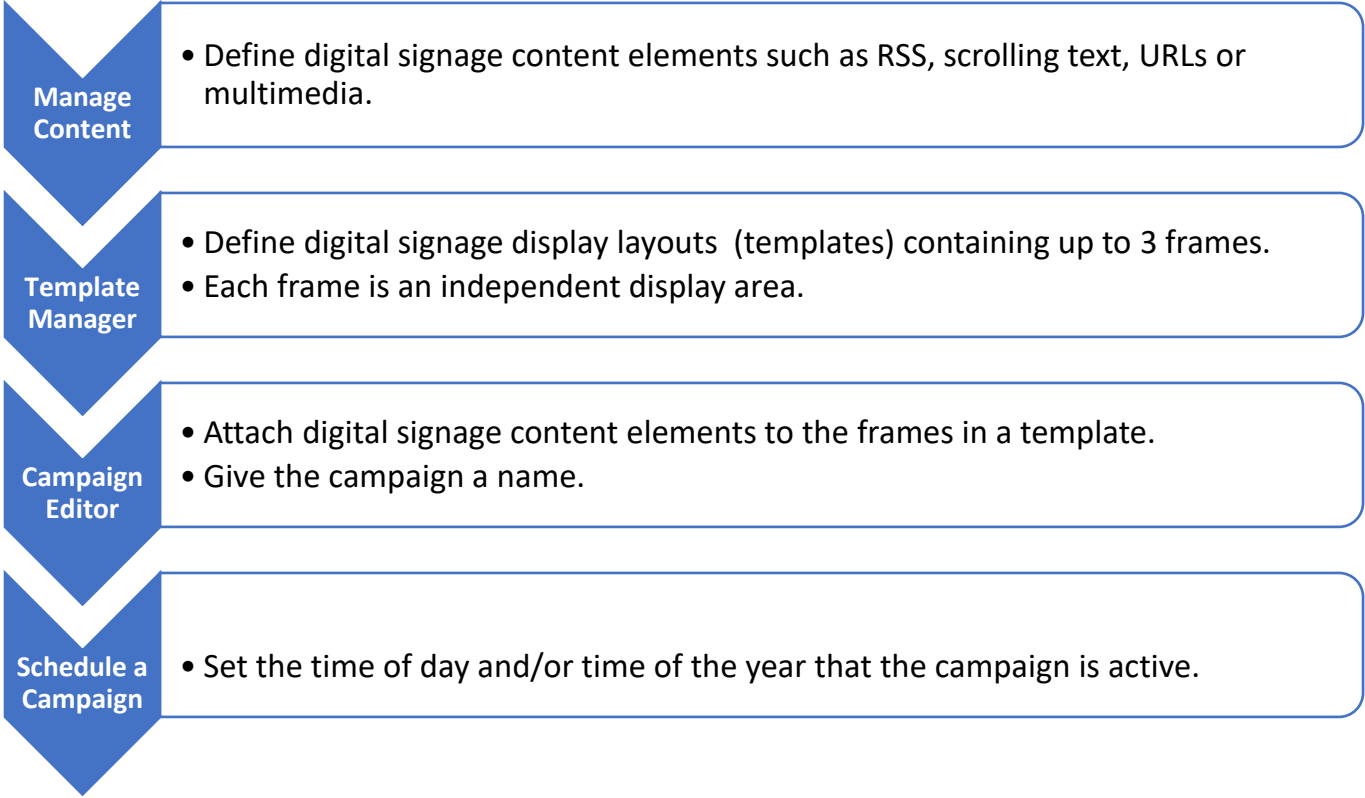 Manage
Content
• Define digital signage content elements such as RSS, scrolling text, URLs or
multimedia.
Template
Manager
• Define digital signage display layouts  (templates) containing up to 3 frames.
• Each frame is an independent display area.
Campaign
Editor
• Attach digital signage content elements to the frames in a template.
• Give the campaign a name.
Schedule a
Campaign
• Set the time of day and/or time of the year that the campaign is active.